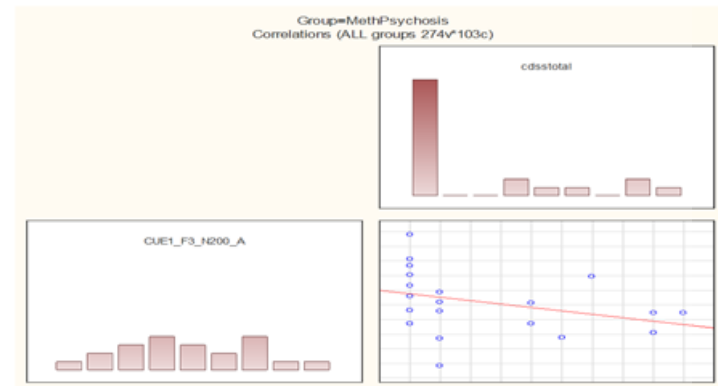 Group=MethPsychosis
Correlations (ALL groups 274v*103c)
cdsstotal
CUE1_F3_N200_A